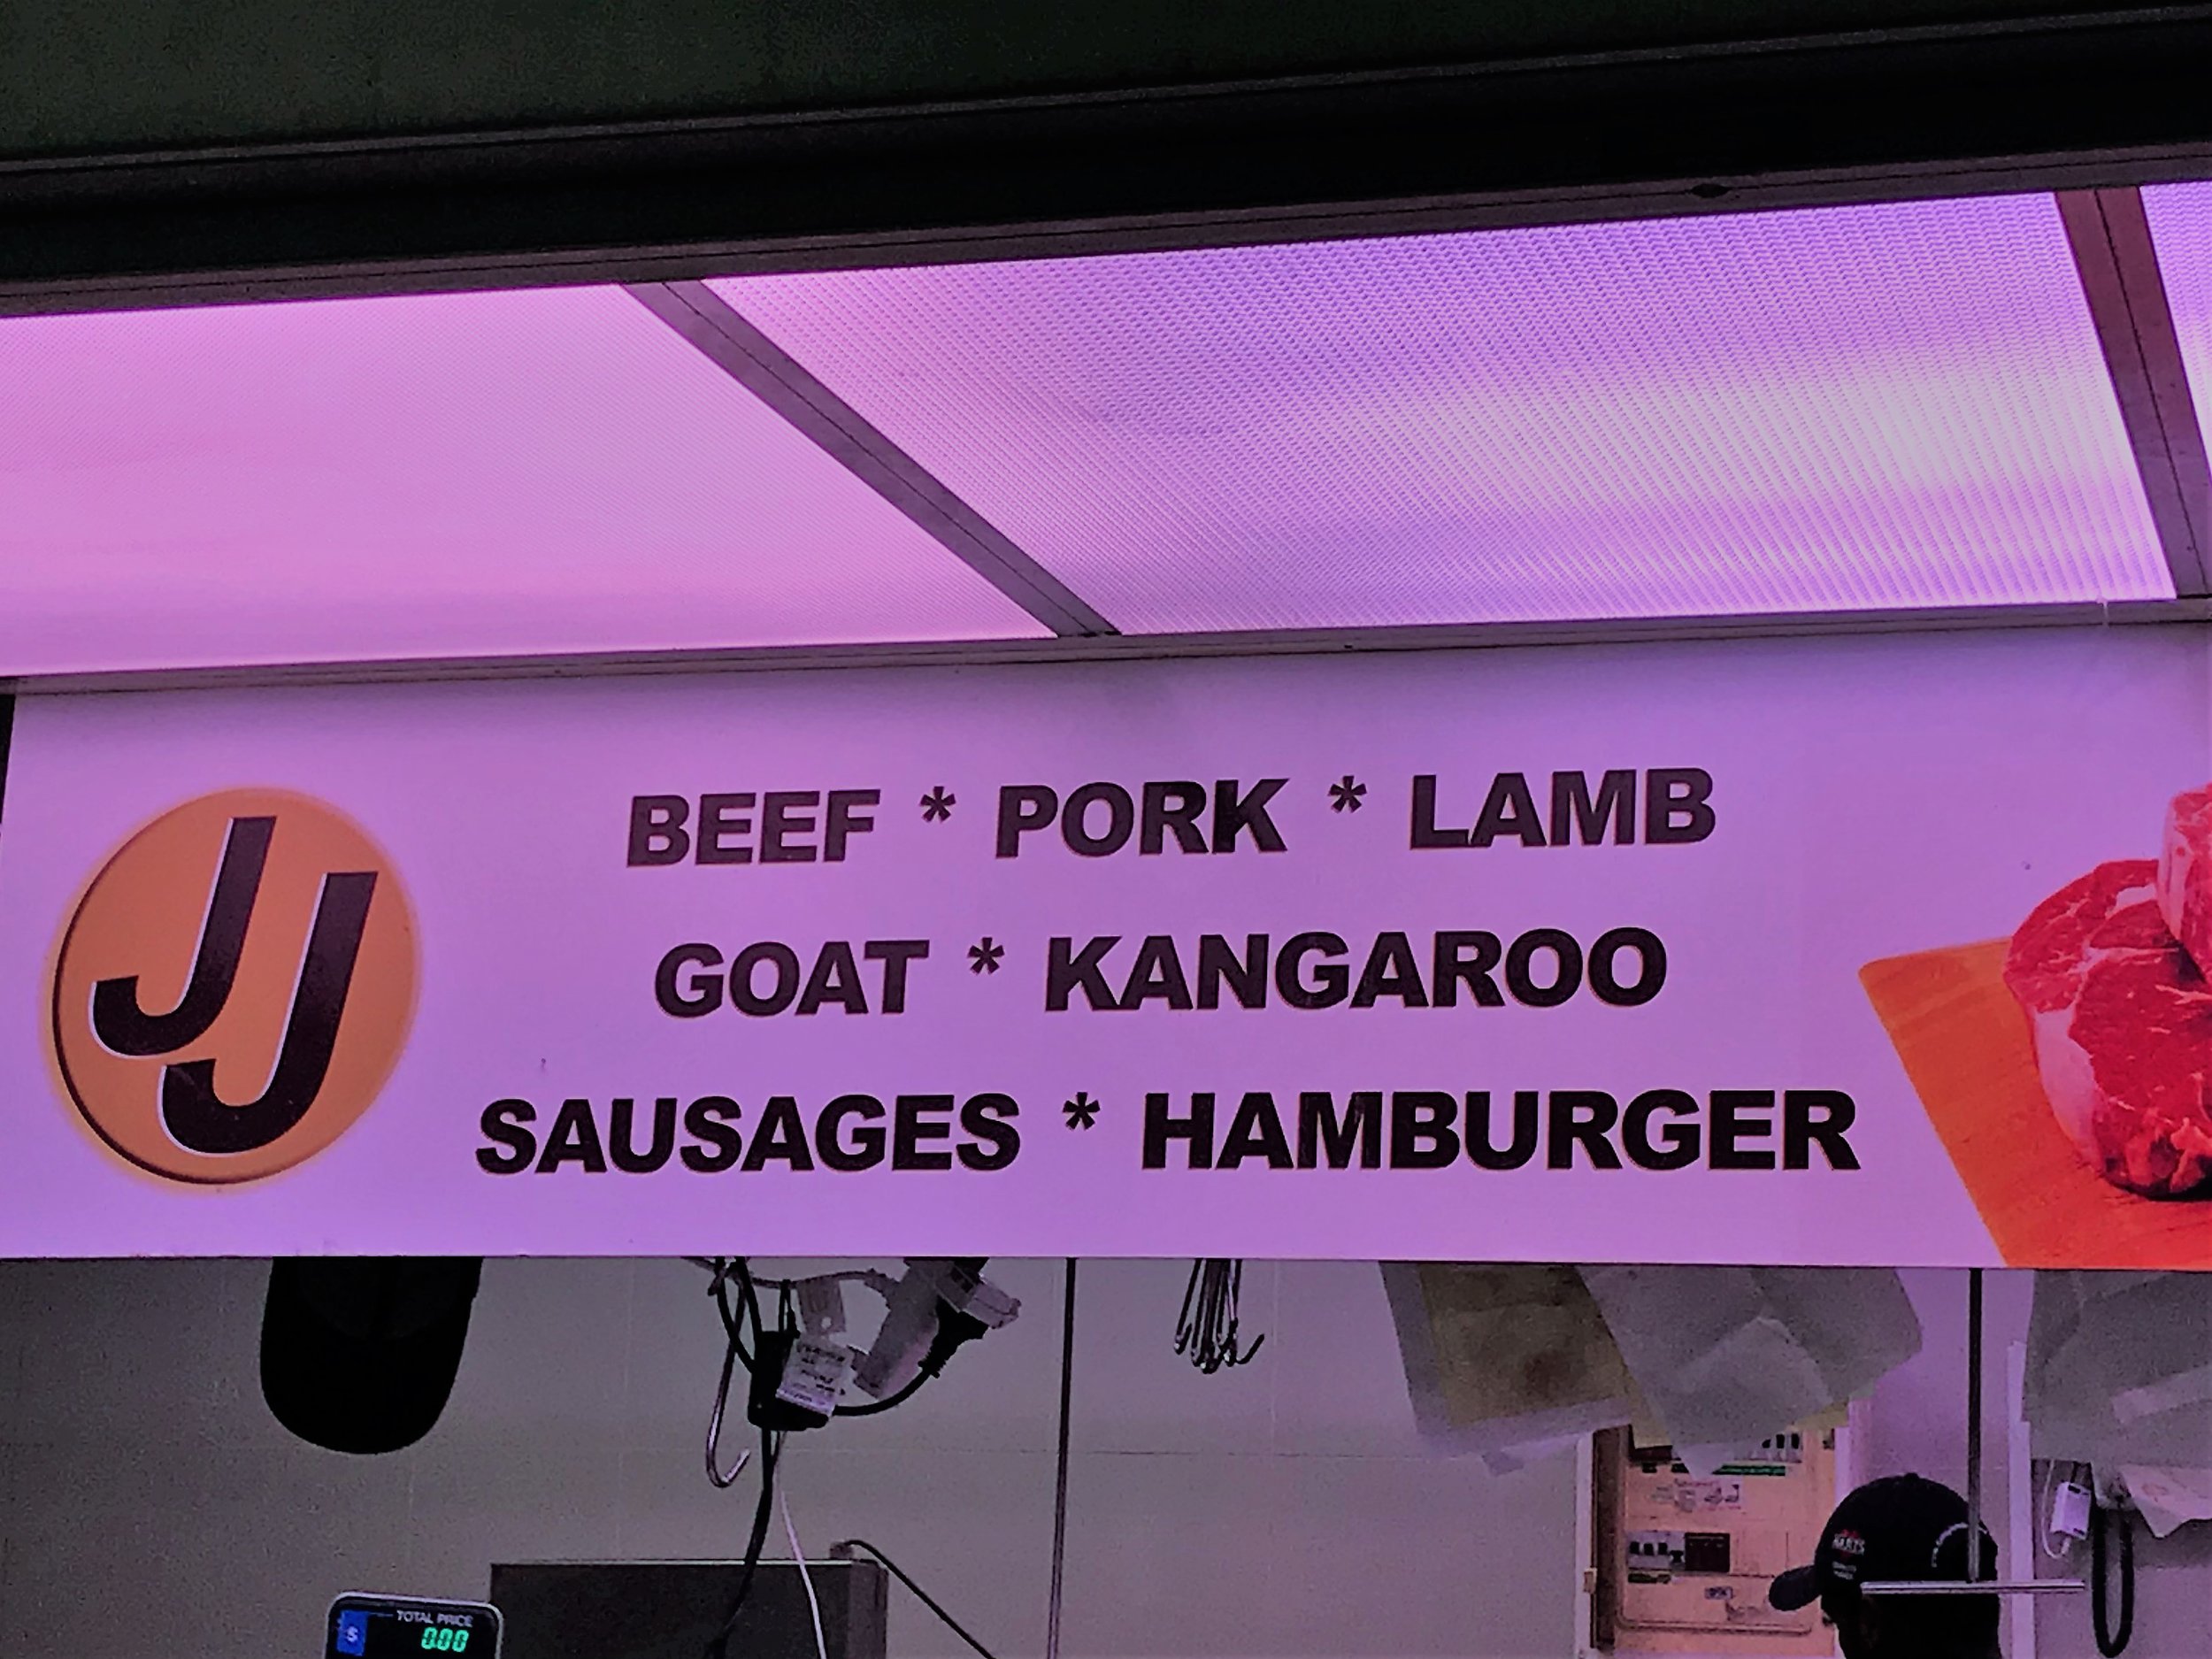 JJ
BEEF * PORK * LAMB
GOAT * KANGAROO
SAUSAGES * HAMBURGER
TOTAL PRICE
$ 0.00